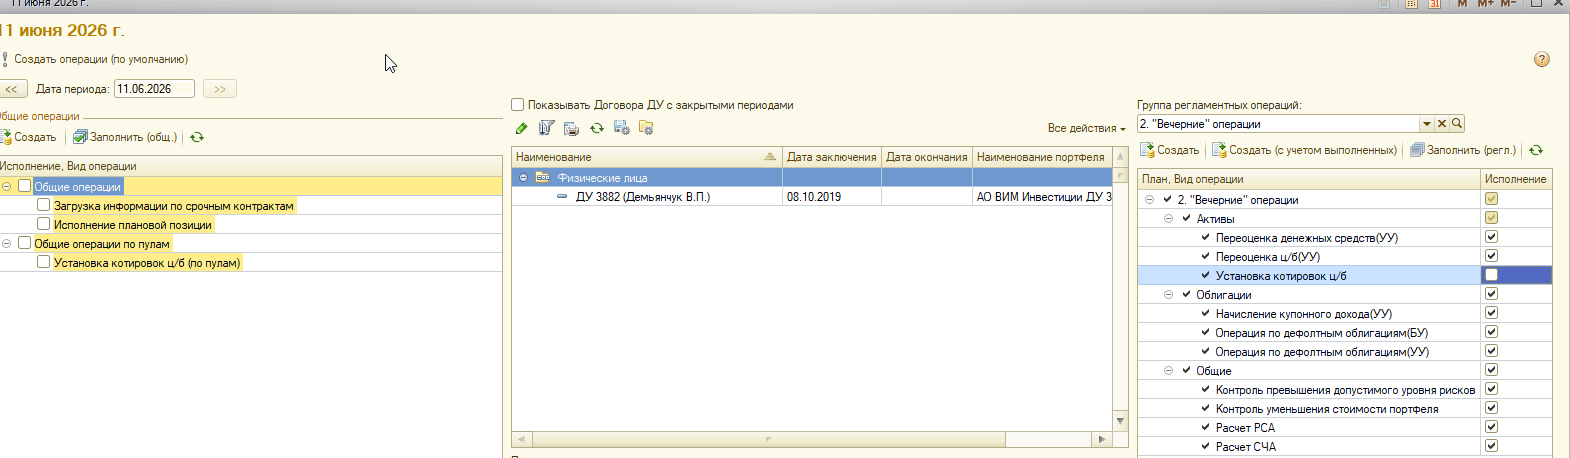 11 июня 2026 г.
31 M M+ M-
11 июня 2026 г.
Создать операции (по умолчанию)
?
<< Дата периода: 11.06.2026 >>
Общие операции
Создать Заполнить (общ.)
Исполнение, Вид операции
Общие операции
Загрузка информации по срочным контрактам
Исполнение плановой позиции
Общие операции по пулам
Установка котировок ц/б (по пулам)
Показывать Договора ДУ с закрытыми периодами
Все действия
Наименование Дата заключения Дата окончания Наименование портфеля
Физические лица
ДУ 3882 (Демьянчук В.П.) 08.10.2019 АО ВИМ Инвестиции ДУ 3
Группа регламентных операций:
2. "Вечерние" операции
Создать Создать (с учетом выполненных) Заполнить (регл.)
План, Вид операции Исполнение
2. "Вечерние" операции
Активы
Переоценка денежных средств(УУ)
Переоценка ц/б(УУ)
Установка котировок ц/б
Облигации
Начисление купонного дохода(УУ)
Операция по дефолтным облигациям(БУ)
Операция по дефолтным облигациям(УУ)
Общие
Контроль превышения допустимого уровня рисков
Контроль уменьшения стоимости портфеля
Расчет РСА
Расчет СЧА